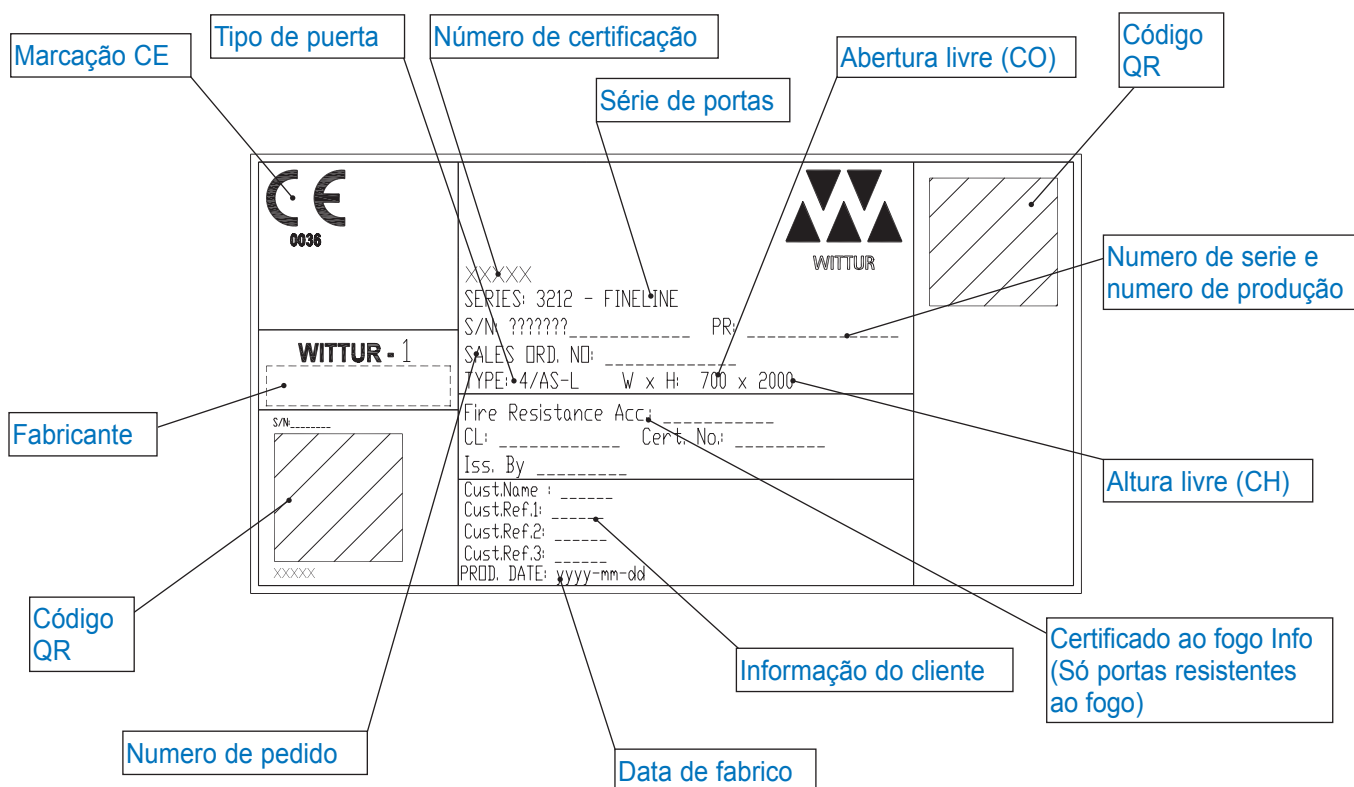 Marcação CE
Tipo de puerta
Número de certificação
Série de portas
Abertura livre (CO)
Código
QR
CE
0036
WITTUR
XXXXX
SERIES: 3212 - FINELINE
S/N: ???????______________ PR: _________________
SALES ORD. NO: _______________
TYPE: 4/AS-L W x H: 700 x 2000
Numero de serie e
numero de produção
WITTUR - 1
Fabricante
Fire Resistance Acc.: ___________
CL: ____________ Cert. No.: _________
Iss. By _________
Altura livre (CH)
S/N:________
XXXXX
Cust.Name : ______
Cust.Ref.1: ______
Cust.Ref.2: ______
Cust.Ref.3: ______
PROD. DATE: yyyy-mm-dd
Código
QR
Informação do cliente
Certificado ao fogo Info
(Só portas resistentes
ao fogo)
Numero de pedido
Data de fabrico